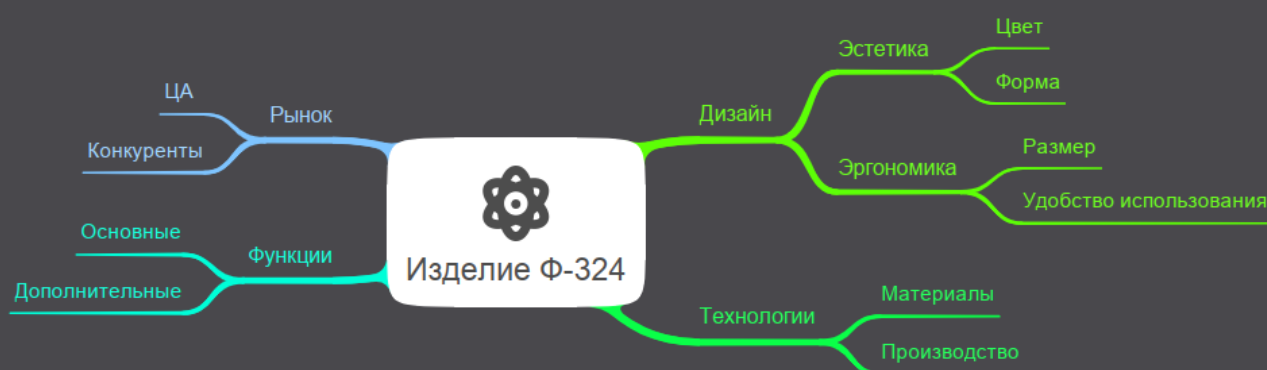 ЦА
Рынок
Конкуренты
Основные
Функции
Дополнительные
Изделие Ф-324
Дизайн
Эстетика
Цвет
Форма
Эргономика
Размер
Удобство использования
Технологии
Материалы
Производство